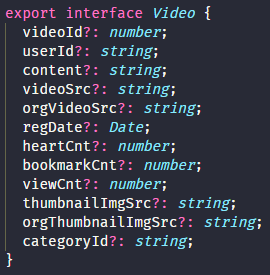 export interface Video {
  videoId?: number;
  userId?: string;
  content?: string;
  videoSrc?: string;
  orgVideoSrc?: string;
  regDate?: Date;
  heartCnt?: number;
  bookmarkCnt?: number;
  viewCnt?: number;
  thumbnailImgSrc?: string;
  orgThumbnailImgSrc?: string;
  categoryId?: string;
}